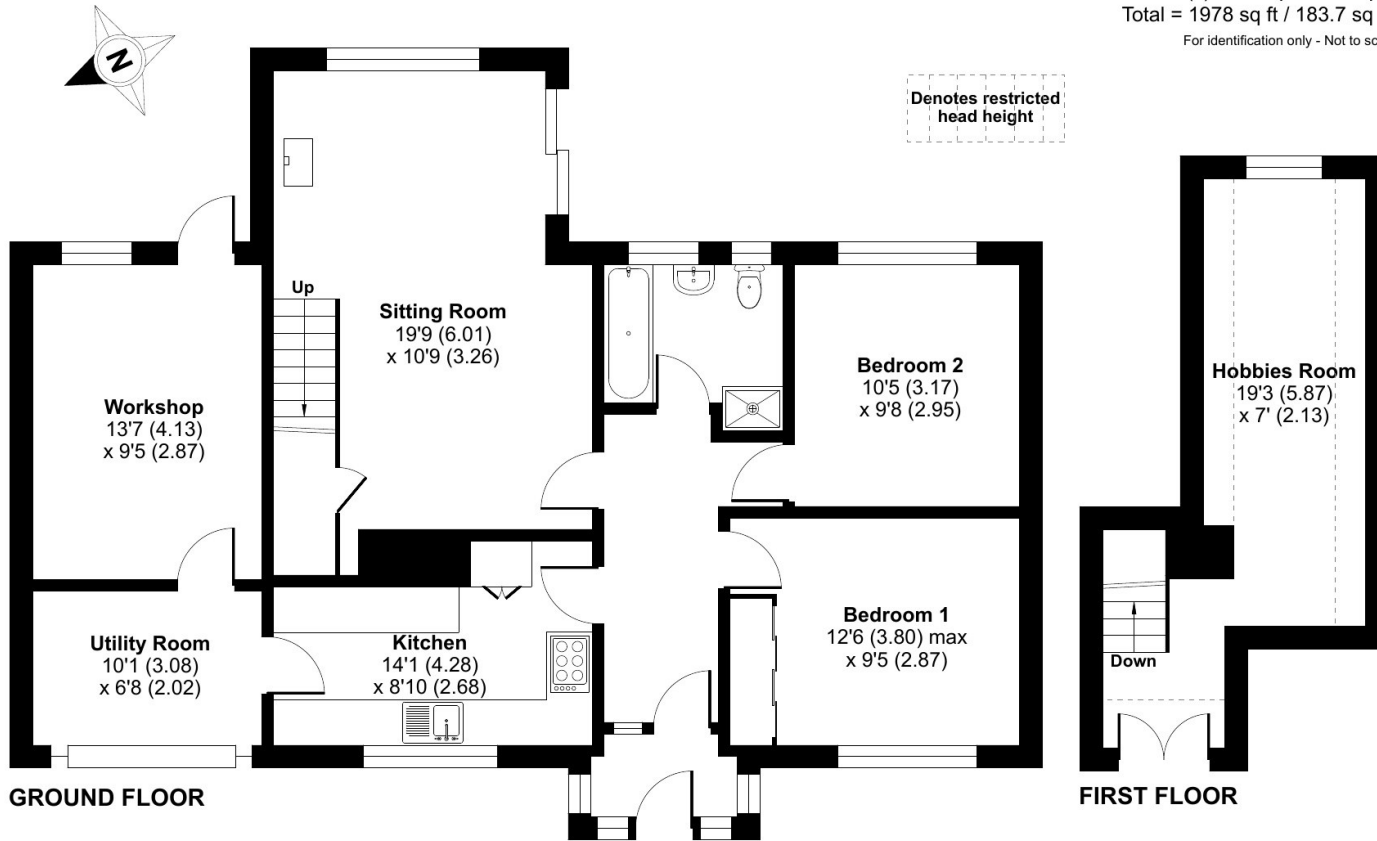 Total = 1978 sq ft / 183.7 sq
For identification only - Not to sc
N
Denotes restricted
head height
Up
Sitting Room
19'9 (6.01)
x 10'9 (3.26)
Workshop
13'7 (4.13)
x 9'5 (2.87)
Bedroom 2
10'5 (3.17)
x 9'8 (2.95)
Hobbies Room
19'3 (5.87)
x 7' (2.13)
Utility Room
10'1 (3.08)
x 6'8 (2.02)
Kitchen
14'1 (4.28)
x 8'10 (2.68)
Bedroom 1
12'6 (3.80) max
x 9'5 (2.87)
Down
GROUND FLOOR
FIRST FLOOR